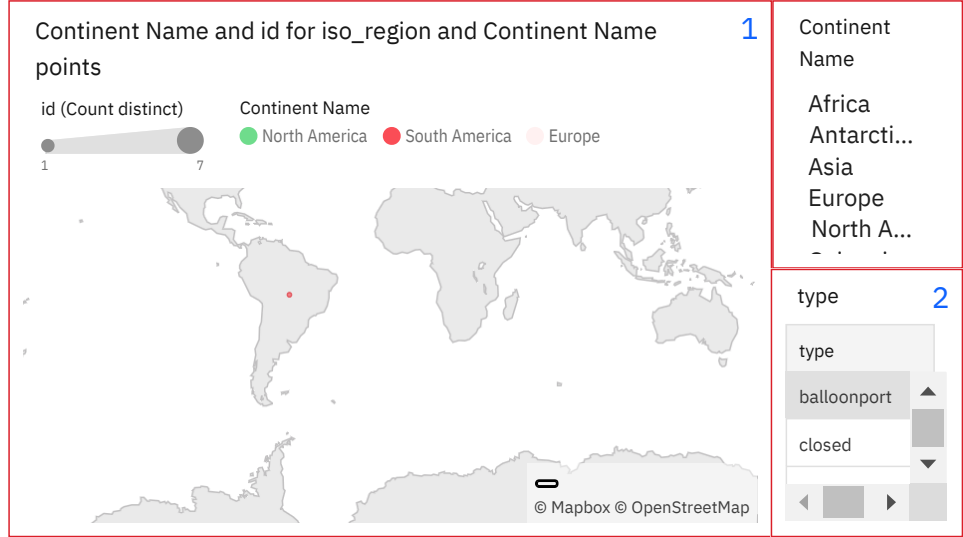 Continent Name and id for iso_region and Continent Name
points
1
id (Count distinct)
1 7
Continent Name
North America South America Europe
© Mapbox © OpenStreetMap
Continent
Name
Africa
Antarcti...
Asia
Europe
North A...
type
2
type
balloonport
closed